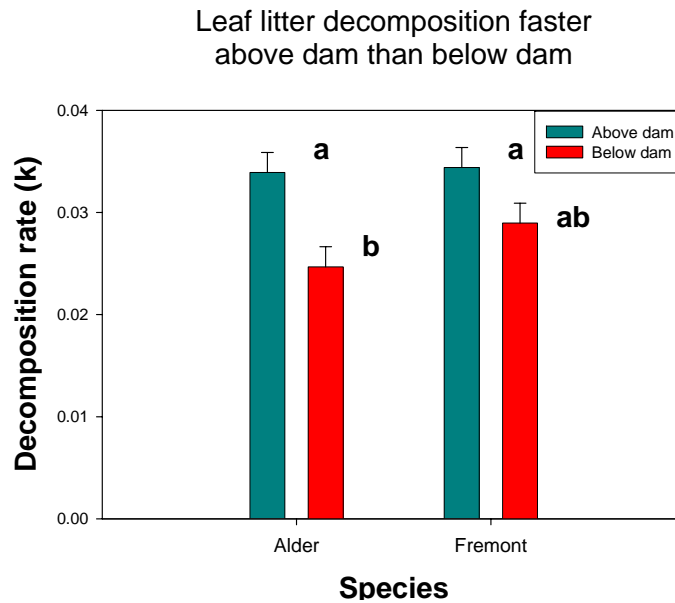 Leaf litter decomposition faster
above dam than below dam
Decomposition rate (k)
0.04
0.03
0.02
0.01
0.00
a
b
a
ab
Above dam
Below dam
Alder
Fremont
Species